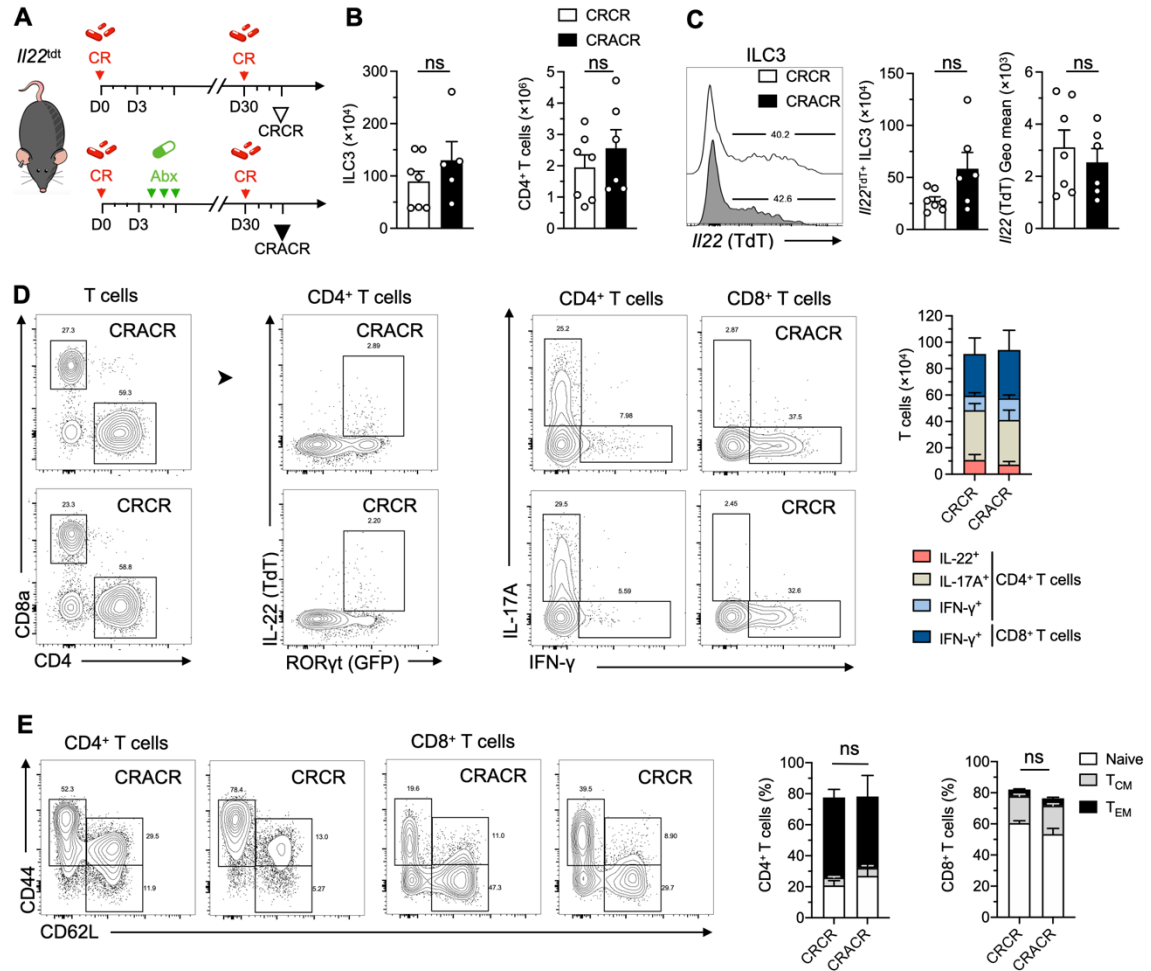 A
Il22tdt
CR
D0
D3
CR
D30
CRCR
CR
Abx
CR
D0
D3
D30
CRACR
B
CRCR
CRACR
ns
ILC3 (×10⁴)
300
200
100
0
ns
CD4⁺ T cells (×10⁶)
5
4
3
2
1
0
C
ILC3
CRCR
CRACR
40.2
42.6
Il22 (TdT)
ns
Il22TdT+ ILC3 (×10⁴)
150
100
50
0
ns
Il22 (TdT) Geo mean (×10³)
6
4
2
0
D
T cells
CRACR
27.3
59.3
CRCR
23.3
58.8
CD8a
CD4
CD4⁺ T cells
CRACR
2.89
CRCR
2.20
IL-22 (TdT)
RORγt (GFP)
CD4⁺ T cells
25.2
7.98
29.5
5.59
CD8⁺ T cells
CRACR
2.87
37.5
CRCR
2.45
32.6
IL-17A
IFN-γ
T cells (×10⁴)
120
100
80
60
40
20
0
CRCR
CRACR
IL-22⁺
IL-17A⁺
CD4⁺ T cells
IFN-γ⁺
IFN-γ⁺
CD8⁺ T cells
E
CD4⁺ T cells
CRACR
52.3
29.5
11.9
CRCR
78.4
13.0
5.27
CD8⁺ T cells
CRACR
19.6
11.0
47.3
CRCR
39.5
8.90
29.7
CD44
CD62L
ns
CD4⁺ T cells (%)
100
80
60
40
20
0
CRCR
CRACR
ns
CD8⁺ T cells (%)
100
80
60
40
20
0
CRCR
CRACR
Naive
TCM
TEM